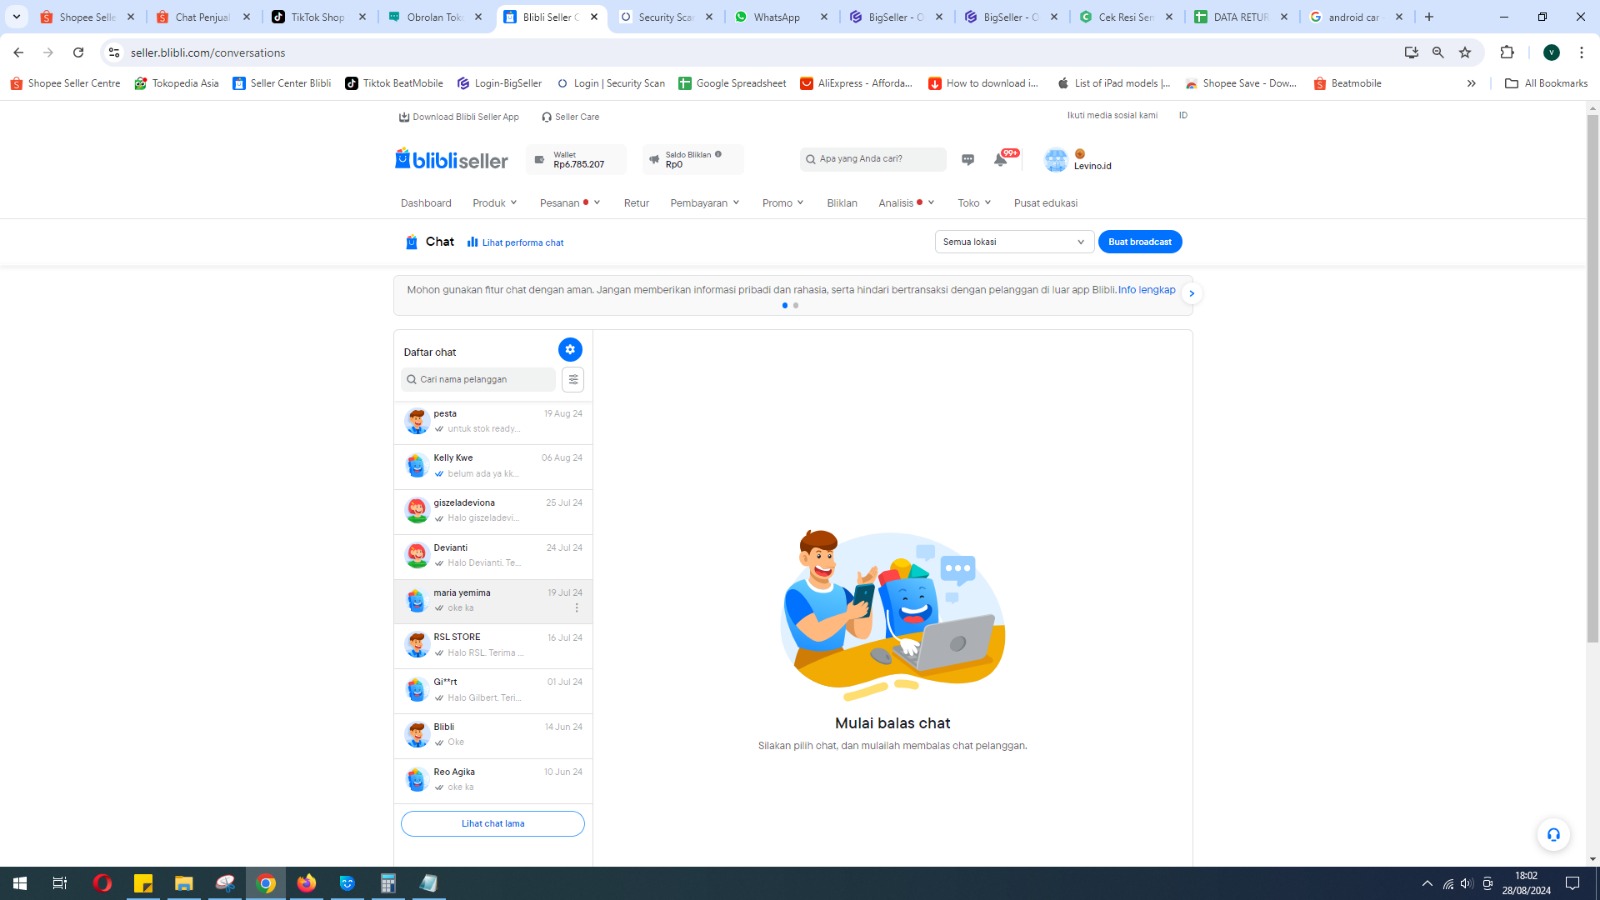 Shopee Selle
Chat Penjual
TikTok Shop
Obrolan Tok
Blibli Seller C
Security Sca
WhatsApp
BigSeller - O
BigSeller - O
Cek Resi Ser
DATA RETUR
android car
seller.blibli.com/conversations
Shopee Seller Centre
Tokopedia Asia
Seller Center Blibli
Tiktok BeatMobile
Login-BigSeller
Login | Security Scan
Google Spreadsheet
AliExpress - Afforda...
How to download i...
List of iPad models |...
Shopee Save - Dow...
Beatmobile
All Bookmarks
Download Blibli Seller App
Seller Care
Ikuti media sosial kami
ID
blibli seller
Wallet
Rp6.785.207
Saldo Bliklan
Rp0
Apa yang Anda cari?
99+
Levino.id
Dashboard
Produk
Pesanan
Retur
Pembayaran
Promo
Bliklan
Analisis
Toko
Pusat edukasi
Chat
Lihat performa chat
Semua lokasi
Buat broadcast
Mohon gunakan fitur chat dengan aman. Jangan memberikan informasi pribadi dan rahasia, serta hindari bertransaksi dengan pelanggan di luar app Blibli. Info lengkap
Daftar chat
Cari nama pelanggan
pesta 19 Aug 24
untuk stok ready...
Kelly Kwe 06 Aug 24
belum ada ya kk...
giszeladeviona 25 Jul 24
Halo giszeladevi...
Devianti 24 Jul 24
Halo Devianti. Te...
maria yemima 19 Jul 24
oke ka
RSL STORE 16 Jul 24
Halo RSL. Terima ...
Gi**rt 01 Jul 24
Halo Gilbert. Teri...
Blibli 14 Jun 24
Oke
Reo Agika 10 Jun 24
oke ka
Lihat chat lama
Mulai balas chat
Silakan pilih chat, dan mulailah membalas chat pelanggan.
V
18:02
28/08/2024